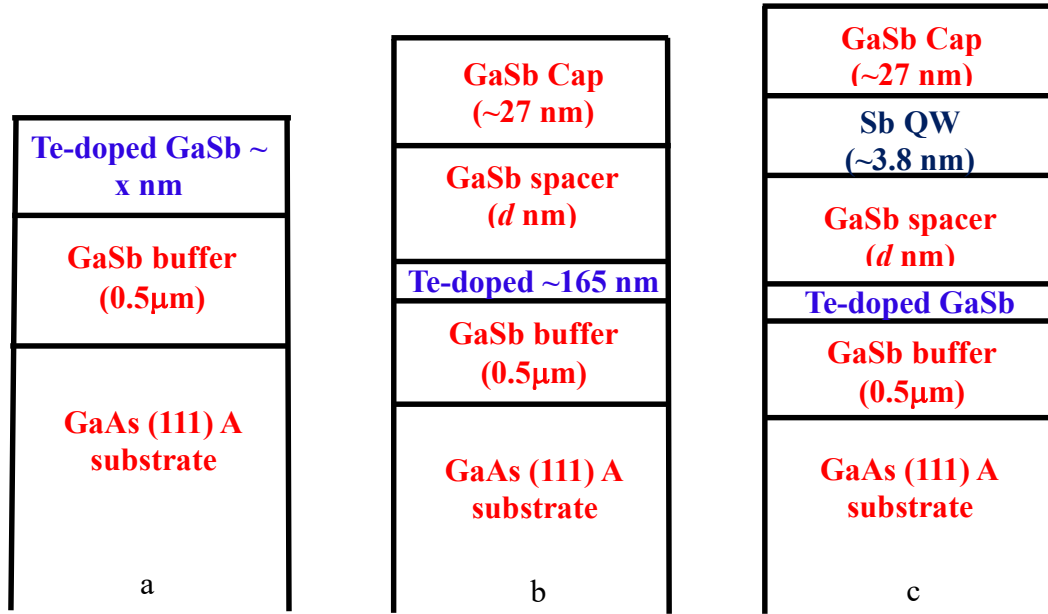 Te-doped GaSb ~
x nm
GaSb buffer
(0.5μm)
GaAs (111) A
substrate
a
GaSb Cap
(~27 nm)
GaSb spacer
(d nm)
Te-doped ~165 nm
GaSb buffer
(0.5μm)
GaAs (111) A
substrate
b
GaSb Cap
(~27 nm)
Sb QW
(~3.8 nm)
GaSb spacer
(d nm)
Te-doped GaSb
GaSb buffer
(0.5μm)
GaAs (111) A
substrate
c